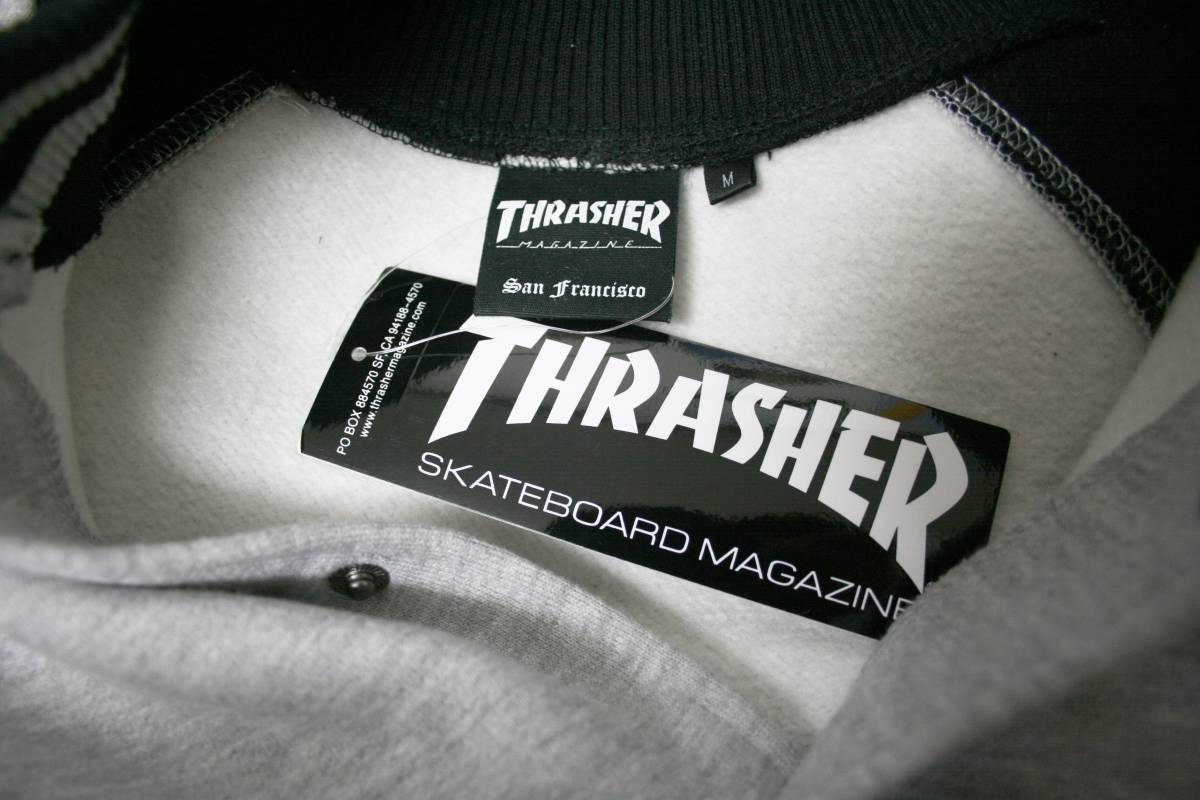 M
THRASHER
MAGAZINE
San Francisco
PO BOX 884570 SF, CA 94188-4570
www.thrashermagazine.com
THRASHER
SKATEBOARD MAGAZINE